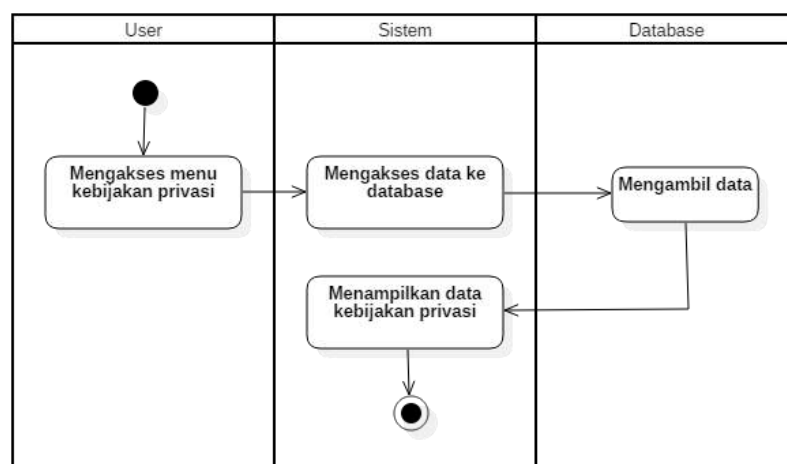 User
Sistem
Database
Mengakses menu
kebijakan privasi
Mengakses data ke
database
Mengambil data
Menampilkan data
kebijakan privasi